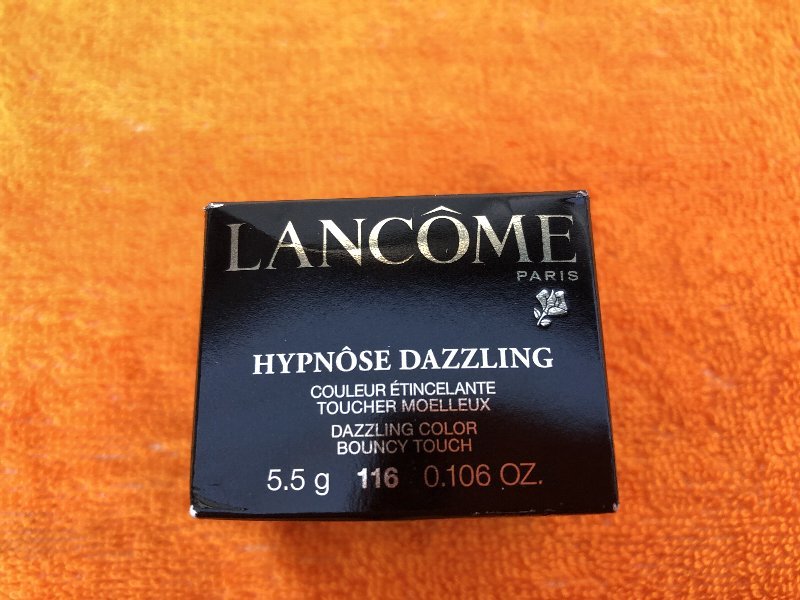 LANCÔME
PARIS
HYPNÔSE DAZZLING
COULEUR ÉTINCELANTE
TOUCHER MOELLEUX
DAZZLING COLOR
BOUNCY TOUCH
5.5 g 116 0.106 OZ.